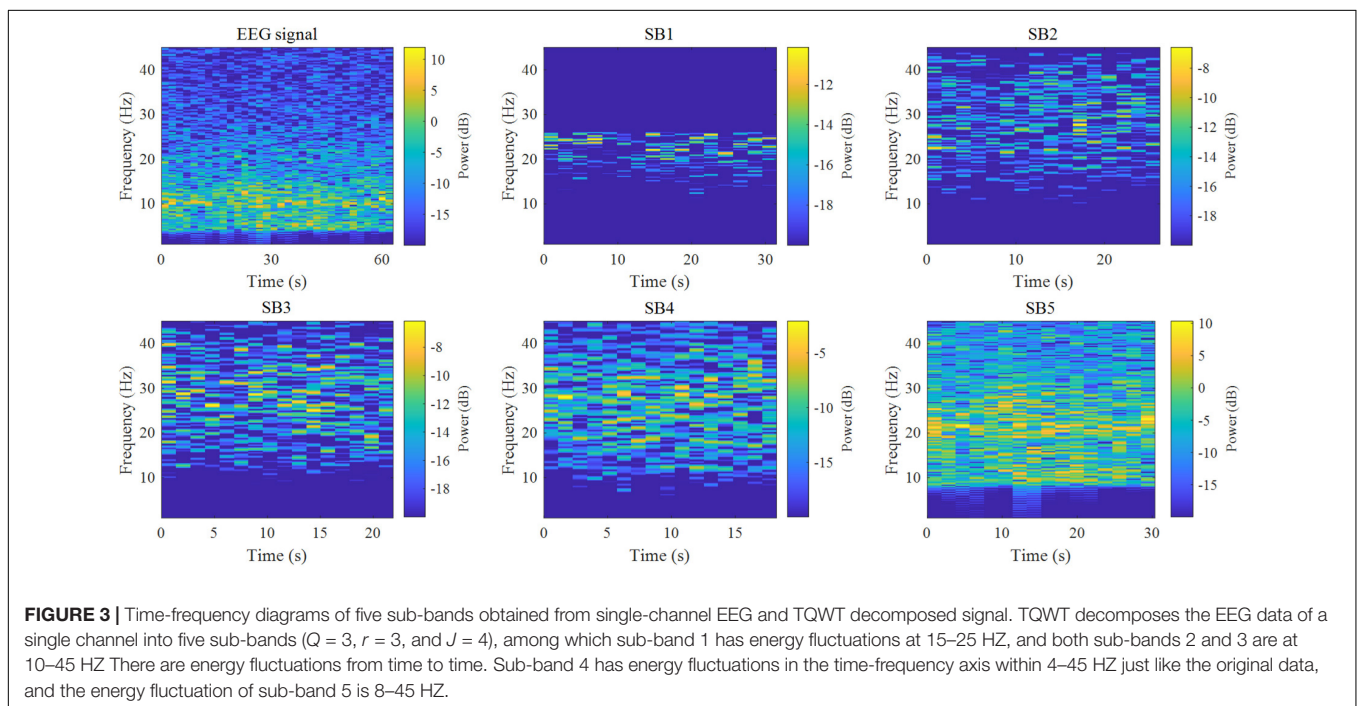 EEG signal
SB1
SB2
40
30
20
10
Frequency (Hz)
0
20
40
60
Time (s)
10
5
0
-5
-10
-15
Power (dB)
40
30
20
10
Frequency (Hz)
0
10
20
30
Time (s)
-12
-14
-16
-18
Power (dB)
40
30
20
10
Frequency (Hz)
0
10
20
Time (s)
-8
-10
-12
-14
-16
-18
Power (dB)
SB3
SB4
SB5
40
30
20
10
Frequency (Hz)
0
5
10
15
20
Time (s)
-8
-10
-12
-14
-16
-18
Power (dB)
40
30
20
10
Frequency (Hz)
0
5
10
15
Time (s)
-5
-10
-15
Power (dB)
40
30
20
10
Frequency (Hz)
0
10
20
30
Time (s)
10
5
0
-5
-10
-15
Power (dB)
FIGURE 3 | Time-frequency diagrams of five sub-bands obtained from single-channel EEG and TQWT decomposed signal. TQWT decomposes the EEG data of a
single channel into five sub-bands (Q = 3, r = 3, and J = 4), among which sub-band 1 has energy fluctuations at 15–25 HZ, and both sub-bands 2 and 3 are at
10–45 HZ There are energy fluctuations from time to time. Sub-band 4 has energy fluctuations in the time-frequency axis within 4–45 HZ just like the original data,
and the energy fluctuation of sub-band 5 is 8–45 HZ.